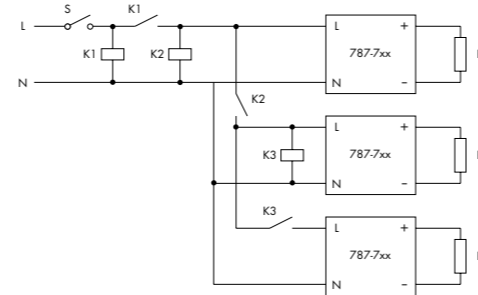 S K1
L L +
K1 K2 787-7xx
N N −
K2
L +
K3 787-7xx
N −
K3
L +
787-7xx
N −